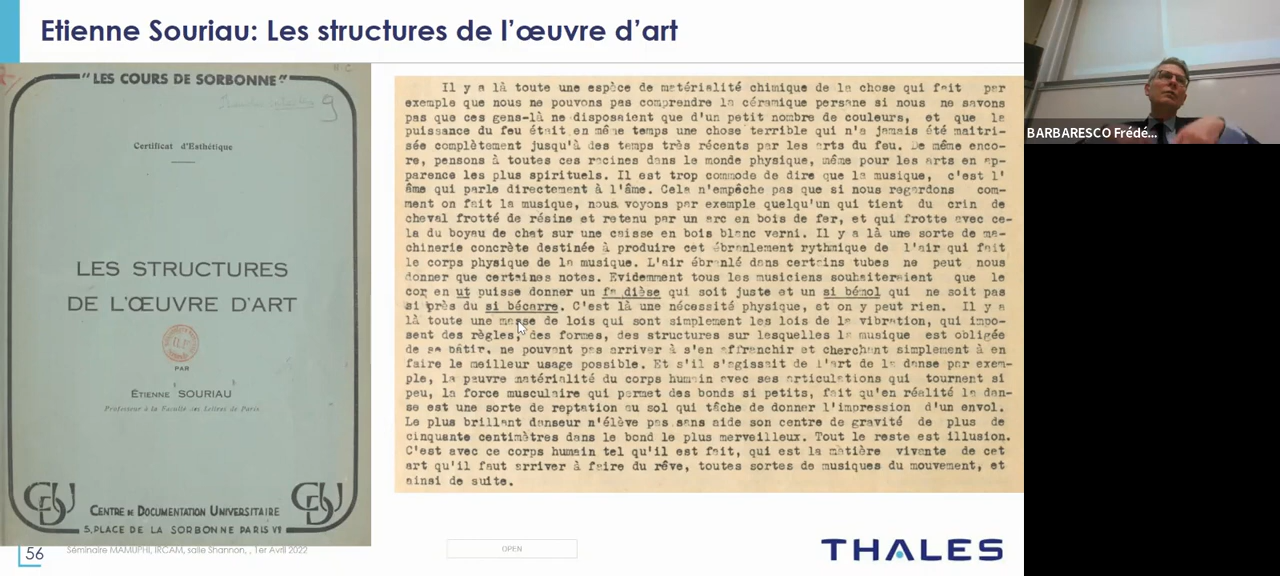 Etienne Souriau: Les structures de l’œuvre d’art
"LES COURS DE SORBONNE"
9
Certificat d'Esthétique
LES STRUCTURES
DE L'ŒUVRE D'ART
PAR
ÉTIENNE SOURIAU
Professeur à la Faculté des Lettres de Paris
CDU
CENTRE DE DOCUMENTATION UNIVERSITAIRE
CDU
5, PLACE DE LA SORBONNE PARIS Vᵉ
Il y a là toute une espèce de matérialité chimique de la chose qui fait par
exemple que nous ne pouvons pas comprendre la céramique persane si nous ne savons
pas que ces gens-là ne disposaient que d'un petit nombre de couleurs, et que la
puissance du feu était en même temps une chose terrible qui n'a jamais été maitri-
sée complètement jusqu'à des temps très récents par les arts du feu. De même enco-
re, pensons à toutes ces racines dans le monde physique, même pour les arts en ap-
parence les plus spirituels. Il est trop commode de dire que la musique, c'est l'
âme qui parle directement à l'âme. Cela n'empêche pas que si nous regardons com-
ment on fait la musique, nous voyons par exemple quelqu'un qui tient du crin de
cheval frotté de résine et retenu par un arc en bois de fer, et qui frotte avec ce-
la du boyau de chat sur une caisse en bois blanc verni. Il y a là une sorte de ma-
chinerie concrète destinée à produire cet ébranlement rythmique de l'air qui fait
le corps physique de la musique. L'air ébranlé dans certains tubes ne peut nous
donner que certaines notes. Evidemment tous les musiciens souhaiteraient que le
cor en ut puisse donner un fa dièse qui soit juste et un si bémol qui ne soit pas
si près du si bécarre. C'est là une nécessité physique, et on y peut rien. Il y a
là toute une masse de lois qui sont simplement les lois de la vibration, qui impo-
sent des règles, des formes, des structures sur lesquelles la musique est obligée
de se bâtir, ne pouvant pas arriver à s'en affranchir et cherchant simplement à en
faire le meilleur usage possible. Et s'il s'agissait de l'art de la danse par exem-
ple, la pauvre matérialité du corps humain avec ses articulations qui tournent si
peu, la force musculaire qui permet des bonds si petits, fait qu'en réalité la dan-
se est une sorte de reptation au sol qui tâche de donner l'impression d'un envol.
Le plus brillant danseur n'élève pas sans aide son centre de gravité de plus de
cinquante centimètres dans le bond le plus merveilleux. Tout le reste est illusion.
C'est avec ce corps humain tel qu'il est fait, qui est la matière vivante de cet
art qu'il faut arriver à faire du rêve, toutes sortes de musiques du mouvement, et
ainsi de suite.
BARBARESCO Frédé...
56
Séminaire MAMUPHI, IRCAM, salle Shannon, , 1er Avril 2022
OPEN
THALES